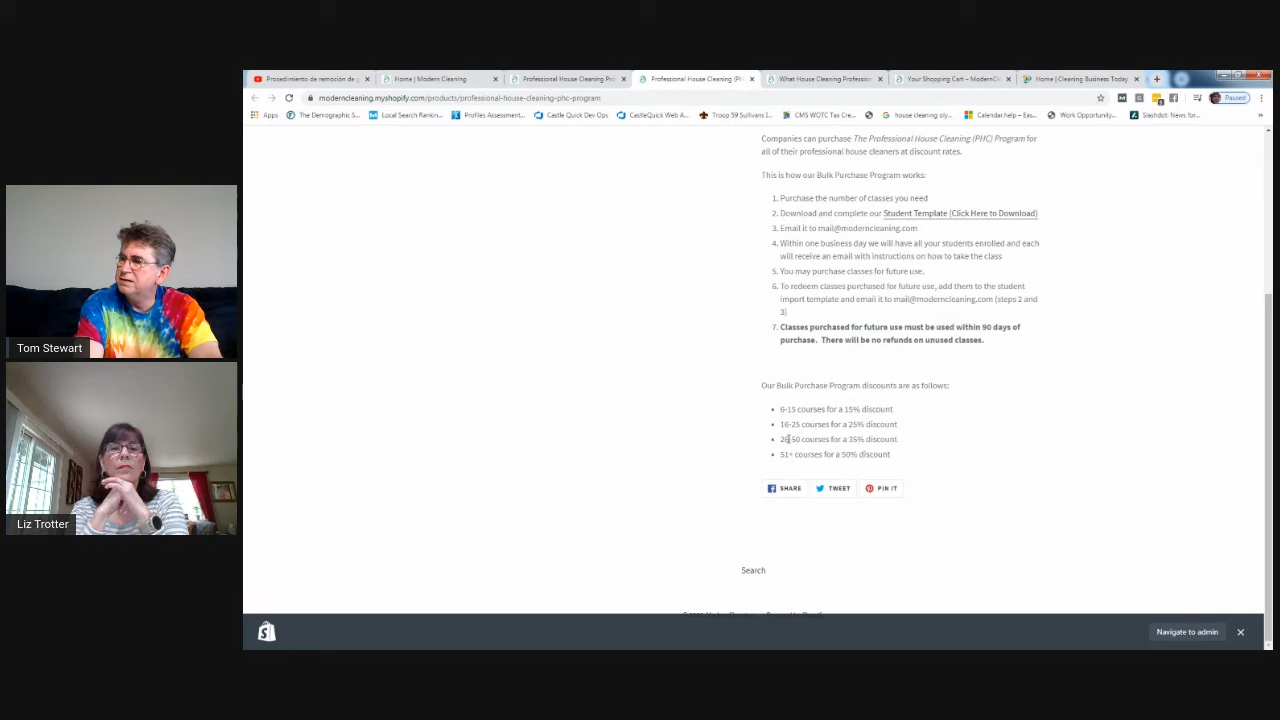 Procedimiento de remoción de g
Home | Modern Cleaning
Professional House Cleaning Pro
Professional House Cleaning (PH
What House Cleaning Profession
Your Shopping Cart – ModernCl
Home | Cleaning Business Today
moderncleaning.myshopify.com/products/professional-house-cleaning-phc-program
Paused
Apps
The Demographic S...
Local Search Rankin...
Profiles Assessment...
Castle Quick Dev Ops
CastleQuick Web A...
Troop 59 Sullivans I...
CMS WOTC Tax Cre...
house cleaning oly...
Calendar.help – Eas...
Work Opportunity...
Slashdot: News for...
Companies can purchase The Professional House Cleaning (PHC) Program for
all of their professional house cleaners at discount rates.
This is how our Bulk Purchase Program works:
1. Purchase the number of classes you need
2. Download and complete our Student Template (Click Here to Download)
3. Email it to mail@moderncleaning.com
4. Within one business day we will have all your students enrolled and each
will receive an email with instructions on how to take the class
5. You may purchase classes for future use.
6. To redeem classes purchased for future use, add them to the student
import template and email it to mail@moderncleaning.com (steps 2 and
3)
7. Classes purchased for future use must be used within 90 days of
purchase. There will be no refunds on unused classes.
Our Bulk Purchase Program discounts are as follows:
• 6-15 courses for a 15% discount
• 16-25 courses for a 25% discount
• 26-50 courses for a 35% discount
• 51+ courses for a 50% discount
SHARE
TWEET
PIN IT
Search
Navigate to admin
Tom Stewart
Liz Trotter